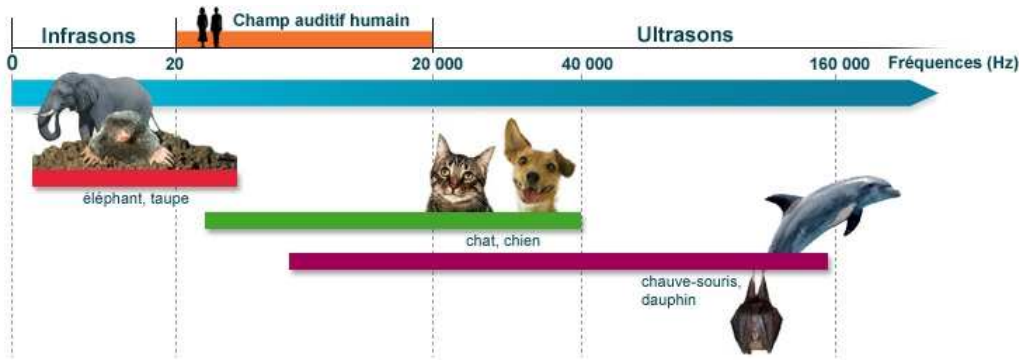 Infrasons
Champ auditif humain
Ultrasons
0
20
20 000
40 000
160 000
Fréquences (Hz)
éléphant, taupe
chat, chien
chauve-souris,
dauphin